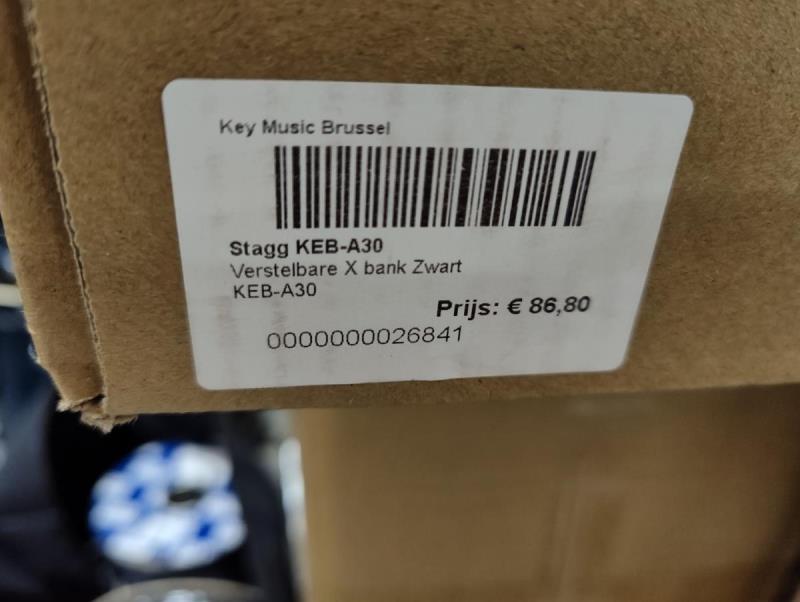 Key Music Brussel
Stagg KEB-A30
Verstelbare X bank Zwart
KEB-A30
Prijs: € 86,80
0000000026841